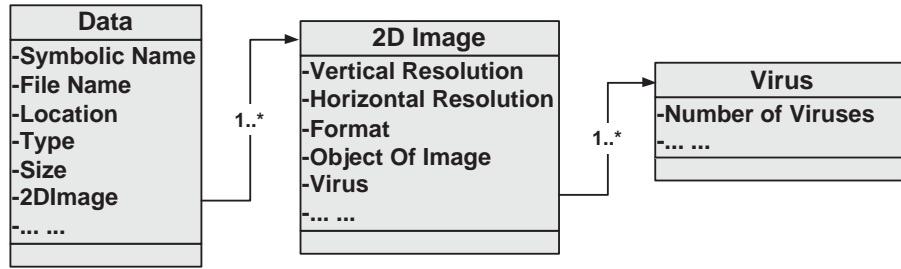 Data
-Symbolic Name
-File Name
-Location
-Type
-Size
-2DImage
-... ...
1..*
2D Image
-Vertical Resolution
-Horizontal Resolution
-Format
-Object Of Image
-Virus
-... ...
1..*
Virus
-Number of Viruses
-... ...